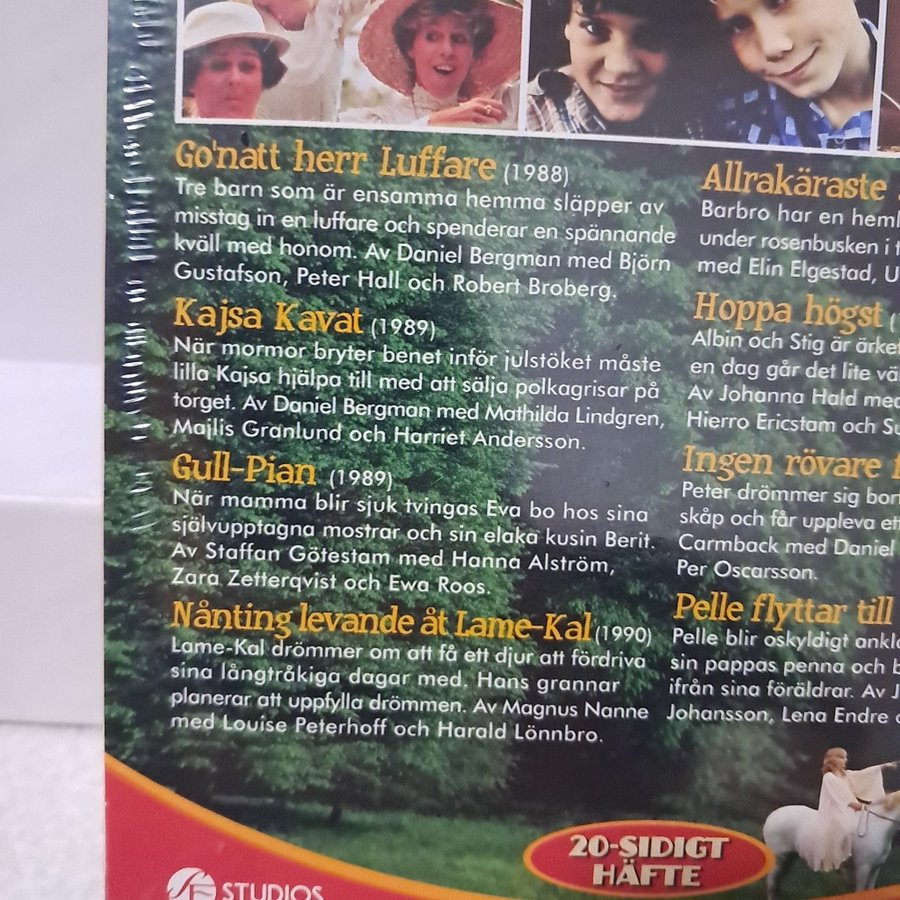 Go'natt herr Luffare (1988)
Tre barn som är ensamma hemma släpper av
misstag in en luffare och spenderar en spännande
kväll med honom. Av Daniel Bergman med Björn
Gustafson, Peter Hall och Robert Broberg.
Kajsa Kavat (1989)
När mormor bryter benet inför julstöket måste
lilla Kajsa hjälpa till med att sälja polkagrisar på
torget. Av Daniel Bergman med Mathilda Lindgren,
Majlis Granlund och Harriet Andersson.
Gull-Pian (1989)
När mamma blir sjuk tvingas Eva bo hos sina
självupptagna mostrar och sin elaka kusin Berit.
Av Staffan Götestam med Hanna Alström,
Zara Zetterqvist och Ewa Roos.
Nånting levande åt Lame-Kal (1990)
Lame-Kal drömmer om att få ett djur att fördriva
sina långtråkiga dagar med. Hans grannar
planerar att uppfylla drömmen. Av Magnus Nanne
med Louise Peterhoff och Harald Lönnbro.
Allrakäraste
Barbro har en heml
under rosenbusken i t
med Elin Elgestad, U
Hoppa högst (
Albin och Stig är ärke
en dag går det lite vä
Av Johanna Hald med
Hierro Ericstam och Su
Ingen rövare f
Peter drömmer sig bort
skåp och får uppleva ett
Carmback med Daniel
Per Oscarsson.
Pelle flyttar till
Pelle blir oskyldigt ankla
sin pappas penna och b
ifrån sina föräldrar. Av J
Johansson, Lena Endre o
20-SIDIGT
HÄFTE
SF STUDIOS